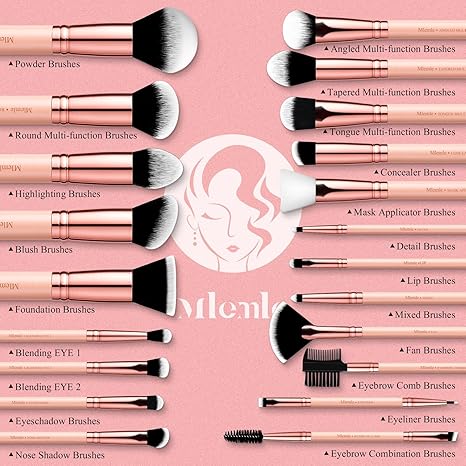 Mlemle
▲Powder Brushes
▲Round Multi-function Brushes
▲Highlighting Brushes
▲Blush Brushes
▲Foundation Brushes
▲Blending EYE 1
▲Blending EYE 2
▲Eyeschadow Brushes
▲Nose Shadow Brushes
Mlemle
▲Angled Multi-function Brushes
▲Tapered Multi-function Brushes
▲Tongue Multi-function Brushes
▲Concealer Brushes
▲Mask Applicator Brushes
▲Detail Brushes
▲Lip Brushes
▲Mixed Brushes
▲Fan Brushes
▲Eyebrow Comb Brushes
▲Eyeliner Brushes
▲Eyebrow Combination Brushes